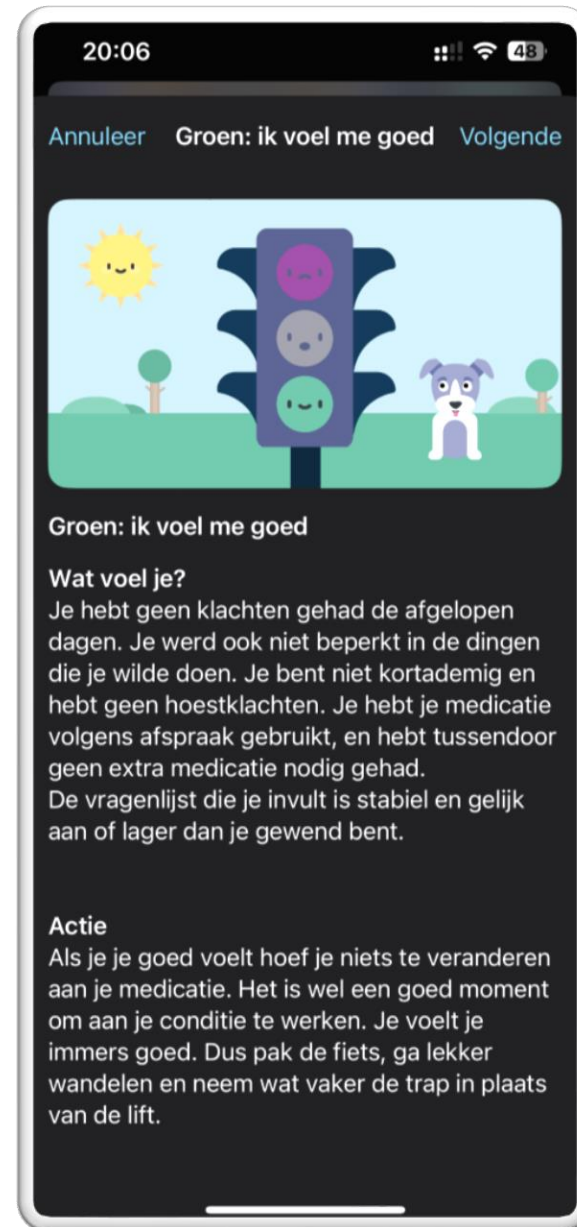 20:06
48
Annuleer Groen: ik voel me goed Volgende
Groen: ik voel me goed
Wat voel je?
Je hebt geen klachten gehad de afgelopen
dagen. Je werd ook niet beperkt in de dingen
die je wilde doen. Je bent niet kortademig en
hebt geen hoestklachten. Je hebt je medicatie
volgens afspraak gebruikt, en hebt tussendoor
geen extra medicatie nodig gehad.
De vragenlijst die je invult is stabiel en gelijk
aan of lager dan je gewend bent.
Actie
Als je je goed voelt hoef je niets te veranderen
aan je medicatie. Het is wel een goed moment
om aan je conditie te werken. Je voelt je
immers goed. Dus pak de fiets, ga lekker
wandelen en neem wat vaker de trap in plaats
van de lift.